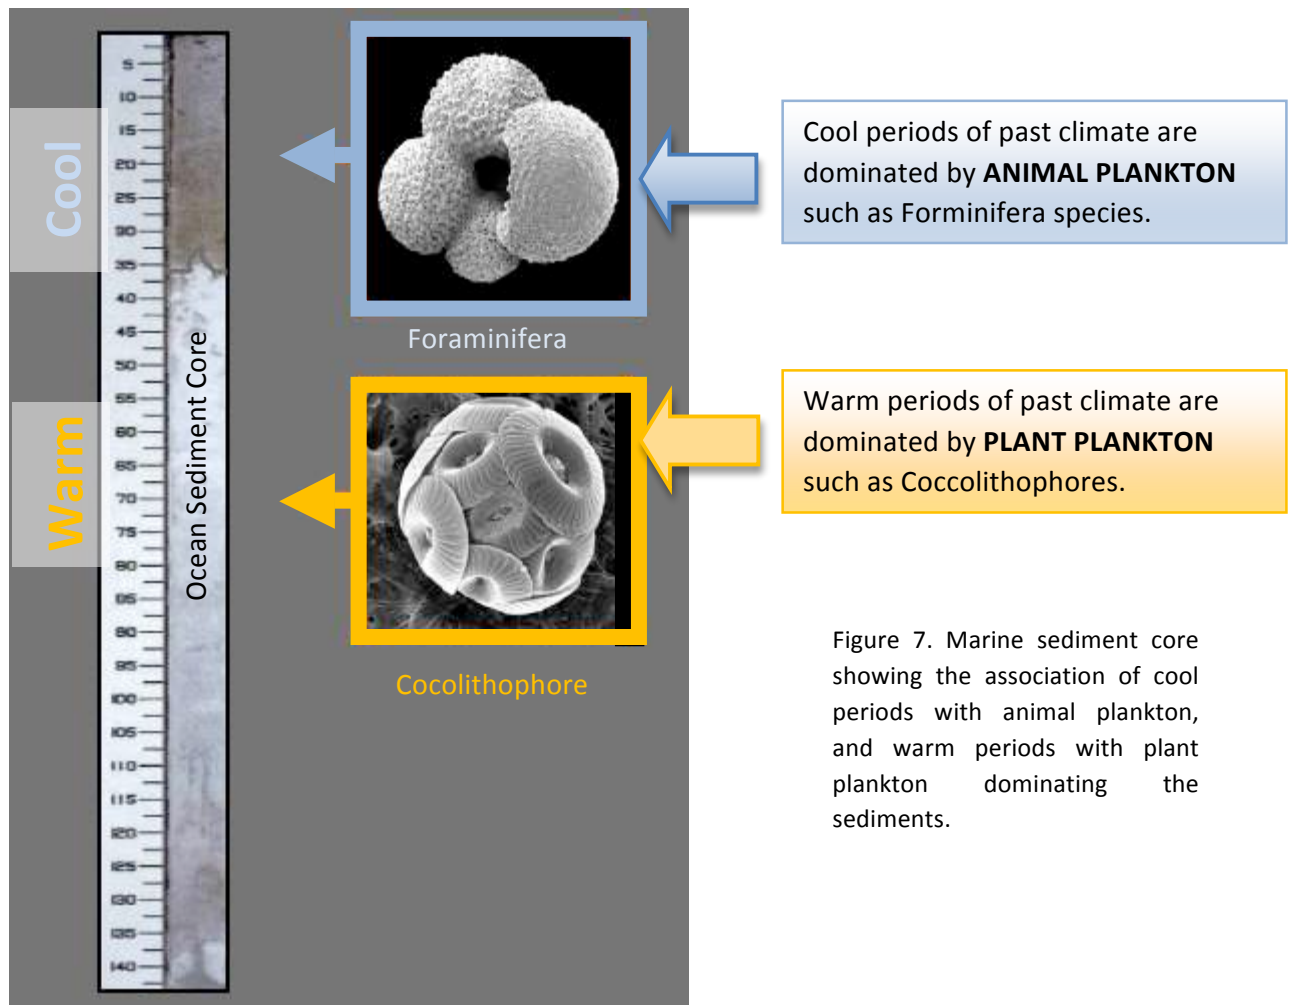 Cool
Warm
5
10
15
20
25
30
35
40
45
50
55
60
65
70
75
80
85
90
95
100
105
110
115
120
125
130
135
140
Ocean Sediment Core
Foraminifera
Cocolithophore
Cool periods of past climate are
dominated by ANIMAL PLANKTON
such as Forminifera species.
Warm periods of past climate are
dominated by PLANT PLANKTON
such as Coccolithophores.
Figure 7. Marine sediment core
showing the association of cool
periods with animal plankton,
and warm periods with plant
plankton dominating the
sediments.